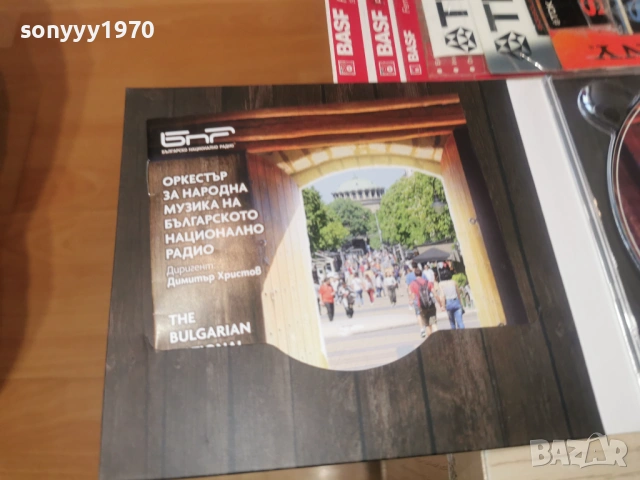 sonyyy1970
BASF
BASF
BASF
БНР
БЪЛГАРСКО НАЦИОНАЛНО РАДИО
ОРКЕСТЪР
ЗА НАРОДНА
МУЗИКА НА
БЪЛГАРСКОТО
НАЦИОНАЛНО
РАДИО
Диригент:
Димитър Христов
THE
BULGARIAN
BAZAR
.bg